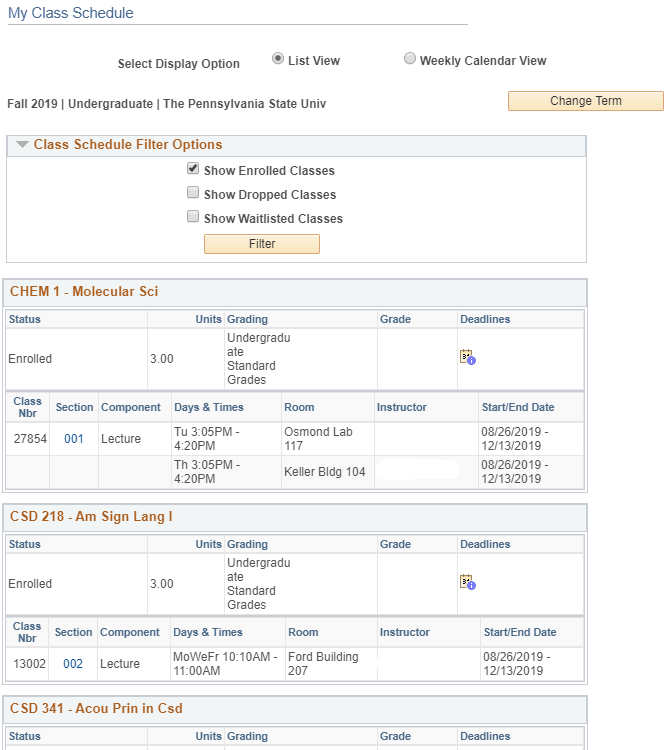 My Class Schedule
Select Display Option List View Weekly Calendar View
Fall 2019 | Undergraduate | The Pennsylvania State Univ Change Term
Class Schedule Filter Options
Show Enrolled Classes
Show Dropped Classes
Show Waitlisted Classes
Filter
CHEM 1 - Molecular Sci
Status Units Grading Grade Deadlines
Enrolled 3.00 Undergradu
ate
Standard
Grades
31
Class
Nbr Section Component Days & Times Room Instructor Start/End Date
27854 001 Lecture Tu 3:05PM -
4:20PM Osmond Lab
117 08/26/2019 -
12/13/2019
Th 3:05PM -
4:20PM Keller Bldg 104 08/26/2019 -
12/13/2019
CSD 218 - Am Sign Lang I
Status Units Grading Grade Deadlines
Enrolled 3.00 Undergradu
ate
Standard
Grades
31
Class
Nbr Section Component Days & Times Room Instructor Start/End Date
13002 002 Lecture MoWeFr 10:10AM -
11:00AM Ford Building
207 08/26/2019 -
12/13/2019
CSD 341 - Acou Prin in Csd
Status Units Grading Grade Deadlines